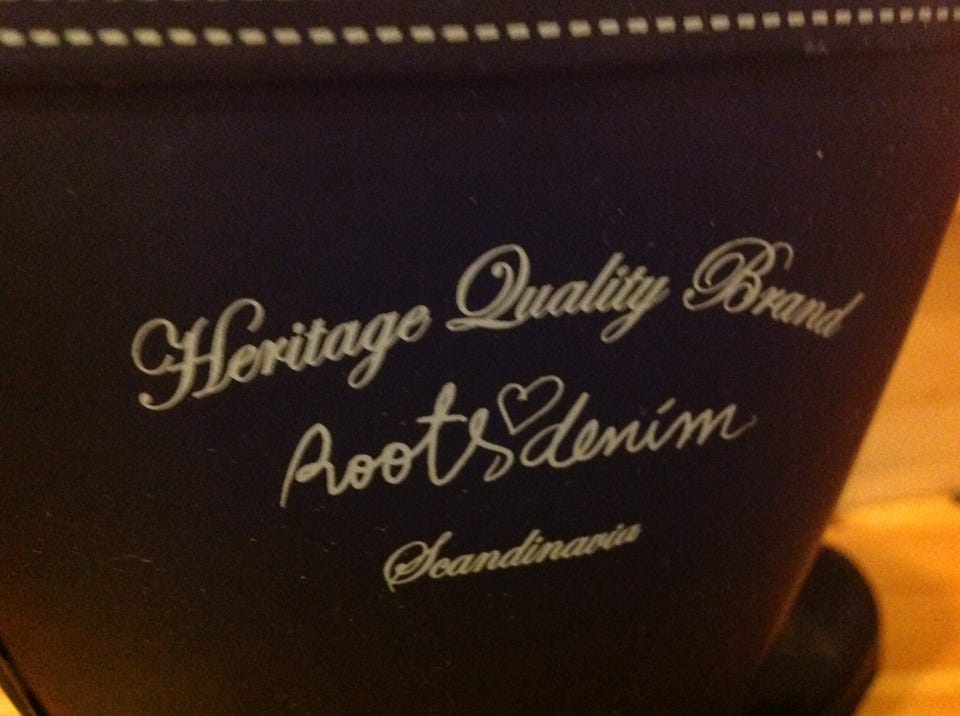 Heritage Quality Brand
Roots♡denim
Scandinavia